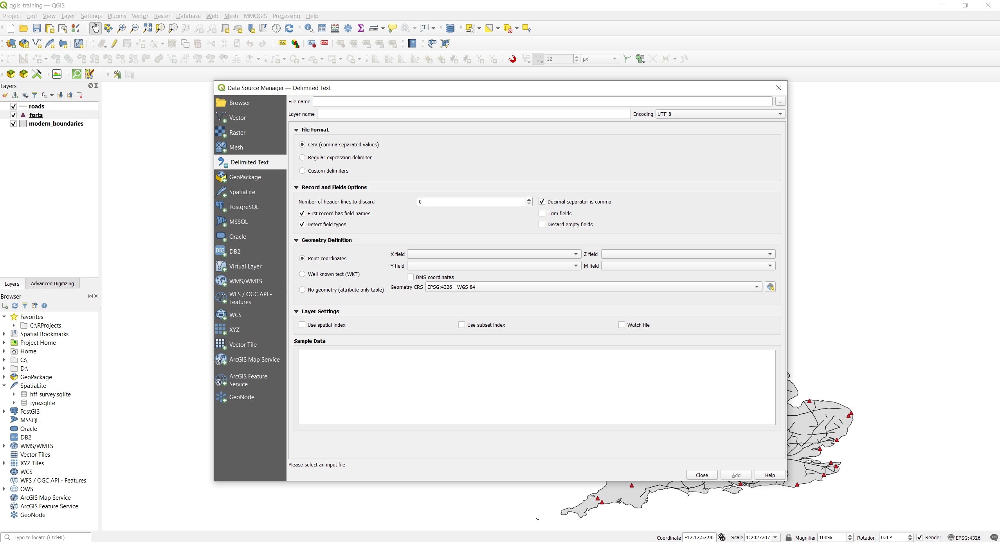 qgis_training — QGIS
Project Edit View Layer Settings Plugins Vector Raster Database Web Mesh MMQGIS Processing Help
12 px
Layers
roads
forts
modern_boundaries
Layers Advanced Digitizing
Browser
Favorites
C:\RProjects
Spatial Bookmarks
Project Home
Home
C:\
D:\
GeoPackage
SpatiaLite
hff_survey.sqlite
tyre.sqlite
PostGIS
MSSQL
Oracle
DB2
WMS/WMTS
Vector Tiles
XYZ Tiles
WCS
WFS / OGC API - Features
OWS
ArcGIS Map Service
ArcGIS Feature Service
GeoNode
Data Source Manager — Delimited Text
Browser
Vector
Raster
Mesh
Delimited Text
GeoPackage
SpatiaLite
PostgreSQL
MSSQL
Oracle
DB2
Virtual Layer
WMS/WMTS
WFS / OGC API -
Features
WCS
XYZ
Vector Tile
ArcGIS Map Service
ArcGIS Feature
Service
GeoNode
File name ...
Layer name Encoding UTF-8
File Format
CSV (comma separated values)
Regular expression delimiter
Custom delimiters
Record and Fields Options
Number of header lines to discard 0 Decimal separator is comma
First record has field names Trim fields
Detect field types Discard empty fields
Geometry Definition
Point coordinates X field Z field
Y field M field
Well known text (WKT) DMS coordinates
No geometry (attribute only table) Geometry CRS EPSG:4326 - WGS 84
Layer Settings
Use spatial index Use subset index Watch file
Sample Data
Please select an input file
Close Add Help
Type to locate (Ctrl+K) Coordinate -17.17,57.90 Scale 1:2027707 Magnifier 100% Rotation 0.0 ° Render EPSG:4326